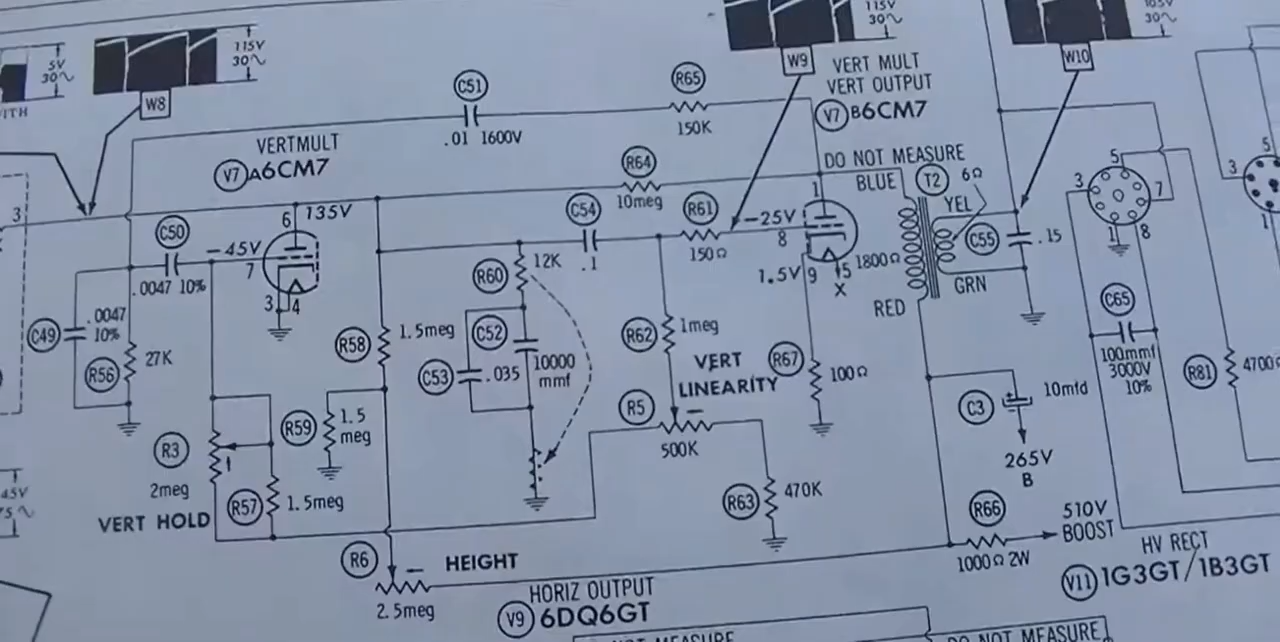 5V
30∿
ITH
115V
30∿
W8
115V
30∿
W9
VERT MULT
VERT OUTPUT
V7 B6CM7
W10
30∿
C51
.01 1600V
R65
150K
VERTMULT
V7 A6CM7
R64
10meg
DO NOT MEASURE
BLUE
T2
6Ω
YEL
3
C50
.0047 10%
-45V
7
6
135V
3
4
C54
.1
R61
150Ω
-25V
8
1
1.5V
9
5
X
1800Ω
C55
.15
GRN
RED
3
5
7
1
8
3
5
1
C49
.0047
10%
R56
27K
R58
1.5meg
R60
12K
C52
10000
mmf
C53
.035
R62
1meg
VERT
LINEARITY
R67
100Ω
C65
100mmf
3000V
10%
R81
C3
10mfd
265V
B
R59
1.5
meg
R5
500K
R3
2meg
VERT HOLD
R57
1.5meg
R63
470K
R66
1000Ω 2W
510V
BOOST
R6
HEIGHT
2.5meg
HORIZ OUTPUT
V9 6DQ6GT
HV RECT
V11 1G3GT/1B3GT
DO NOT MEASURE